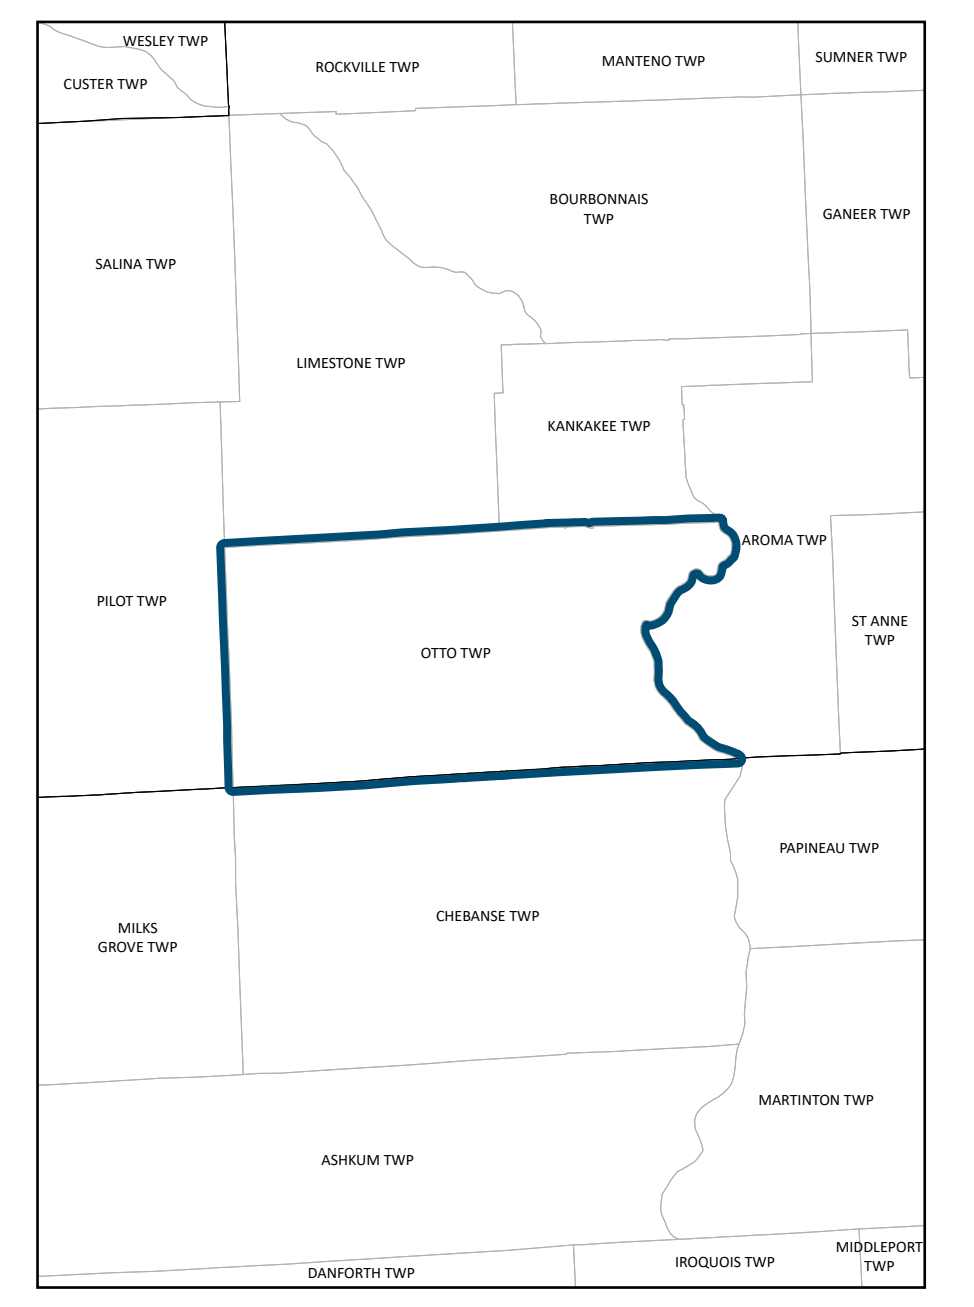 WESLEY TWP
CUSTER TWP
ROCKVILLE TWP
MANTENO TWP
SUMNER TWP
BOURBONNAIS
TWP
GANEER TWP
SALINA TWP
LIMESTONE TWP
KANKAKEE TWP
AROMA TWP
PILOT TWP
ST ANNE
TWP
OTTO TWP
PAPINEAU TWP
CHEBANSE TWP
MILKS
GROVE TWP
MARTINTON TWP
ASHKUM TWP
DANFORTH TWP
IROQUOIS TWP
MIDDLEPORT
TWP